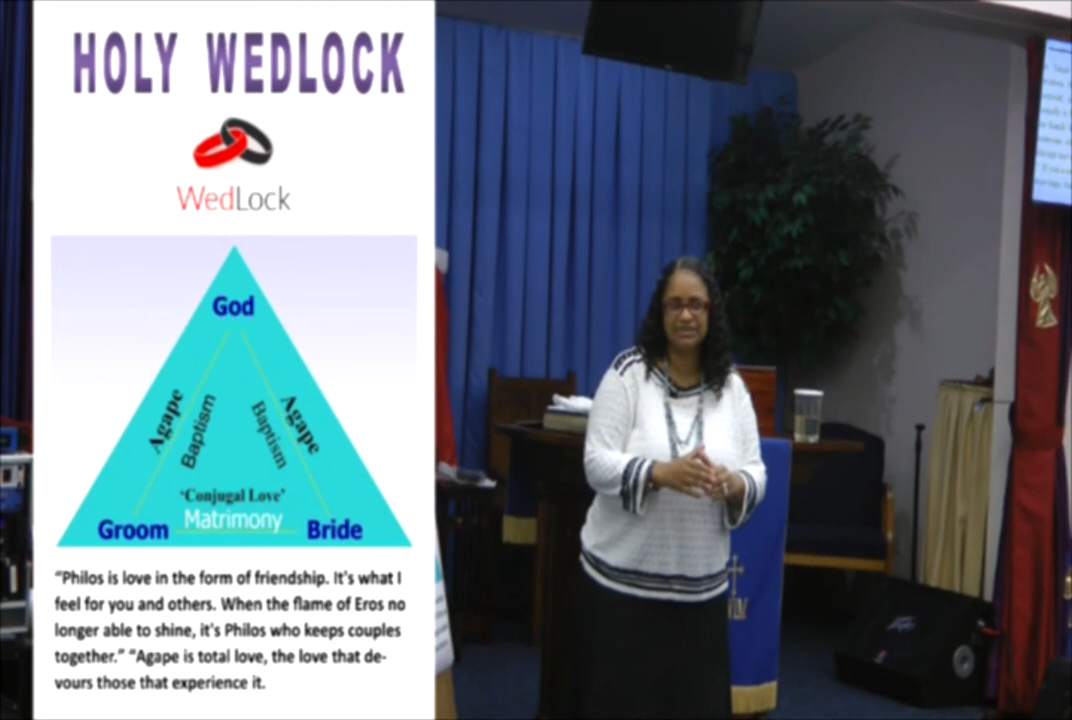 HOLY WEDLOCK
WedLock
God
Agape
Baptism
Baptism
Agape
'Conjugal Love'
Groom
Matrimony
Bride
"Philos is love in the form of friendship. It's what I
feel for you and others. When the flame of Eros no
longer able to shine, it's Philos who keeps couples
together." "Agape is total love, the love that de-
vours those that experience it.